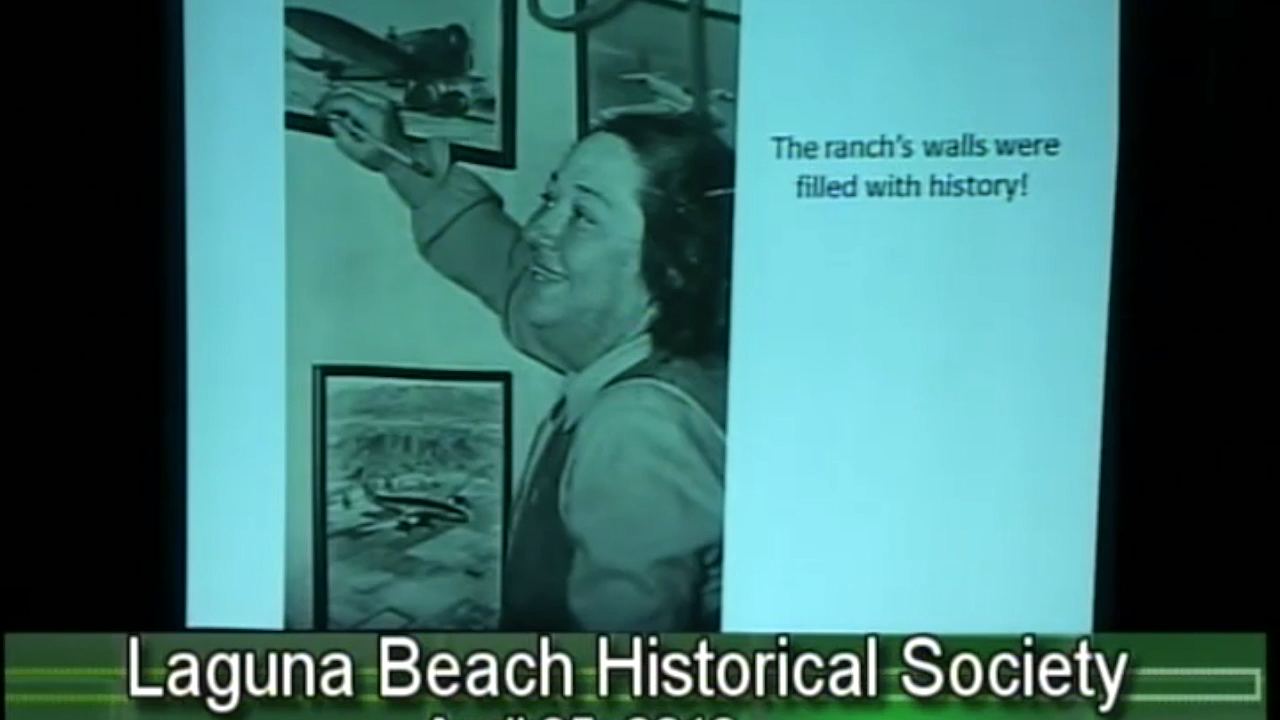 The ranch's walls were
filled with history!
Laguna Beach Historical Society